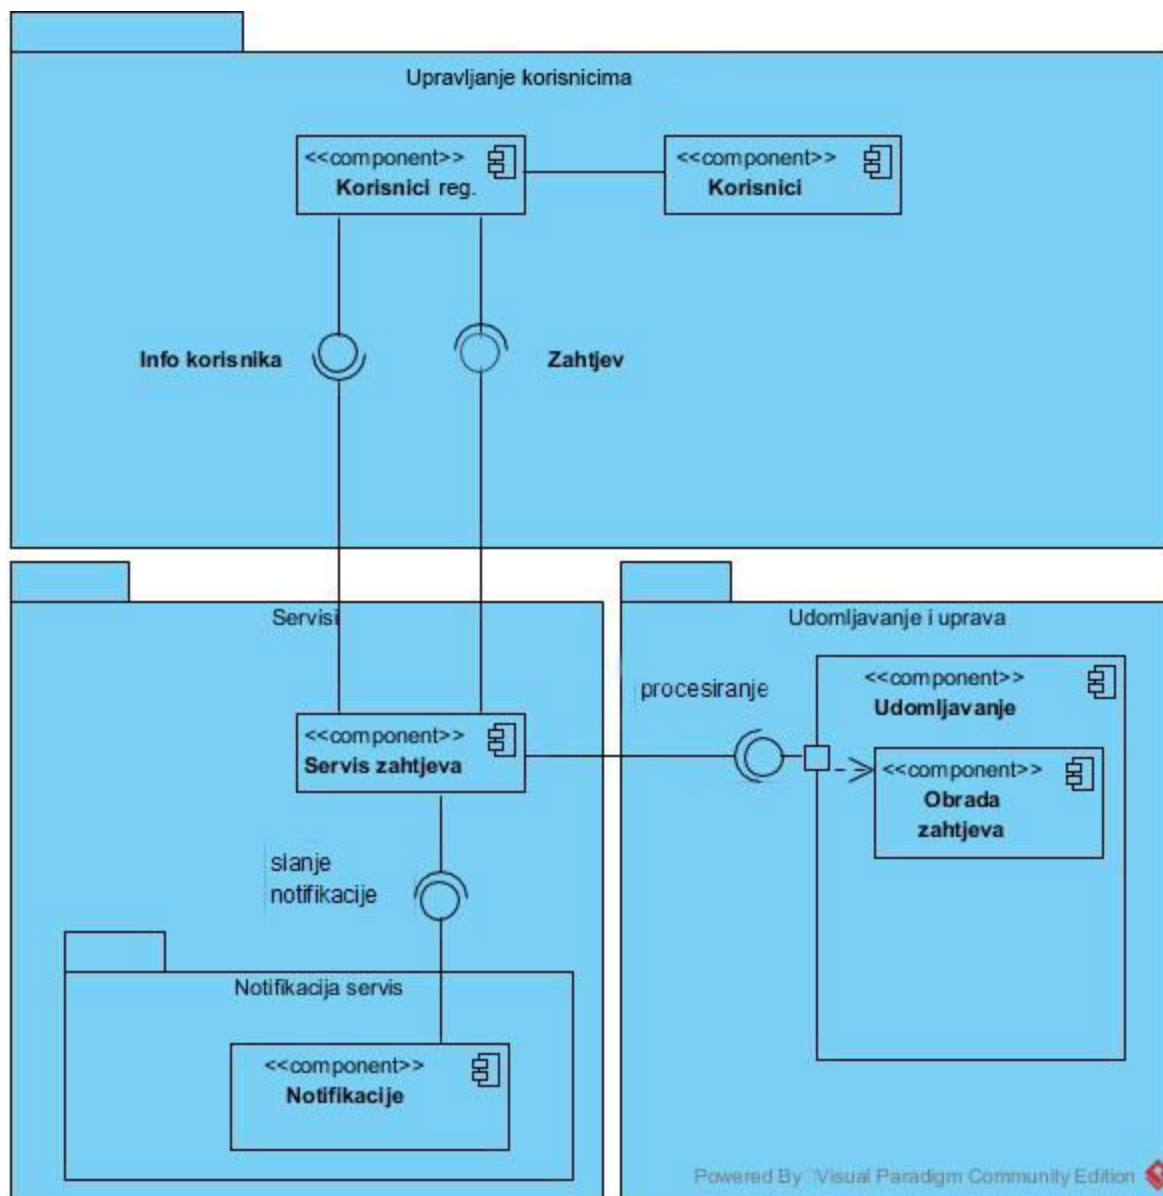 Upravljanje korisnicima
<<component>>
Korisnici reg.
<<component>>
Korisnici
Info korisnika
Zahtjev
Servisi
<<component>>
Servis zahtjeva
slanje
notifikacije
Notifikacija servis
<<component>>
Notifikacije
Udomljavanje i uprava
procesiranje
<<component>>
Udomljavanje
<<component>>
Obrada
zahtjeva
Powered By Visual Paradigm Community Edition